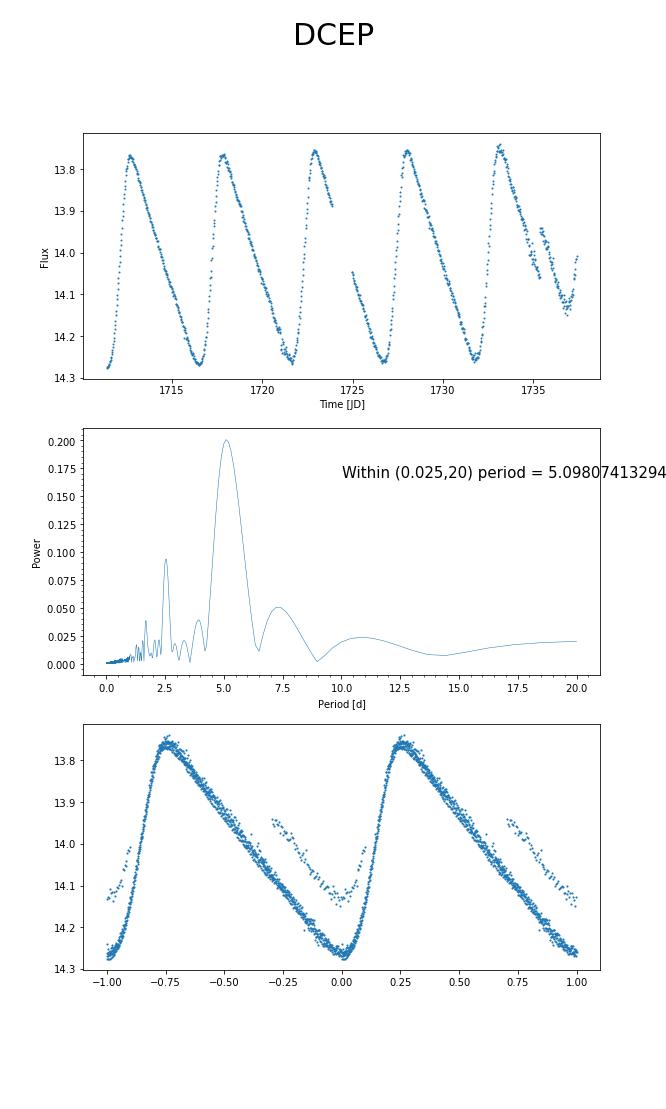 DCEP
13.8
13.9
14.0
14.1
14.2
14.3
Flux
1715 1720 1725 1730 1735
Time [JD]
0.200
0.175
0.150
0.125
0.100
0.075
0.050
0.025
0.000
Power
Within (0.025,20) period = 5.09807413294
0.0 2.5 5.0 7.5 10.0 12.5 15.0 17.5 20.0
Period [d]
13.8
13.9
14.0
14.1
14.2
14.3
−1.00 −0.75 −0.50 −0.25 0.00 0.25 0.50 0.75 1.00